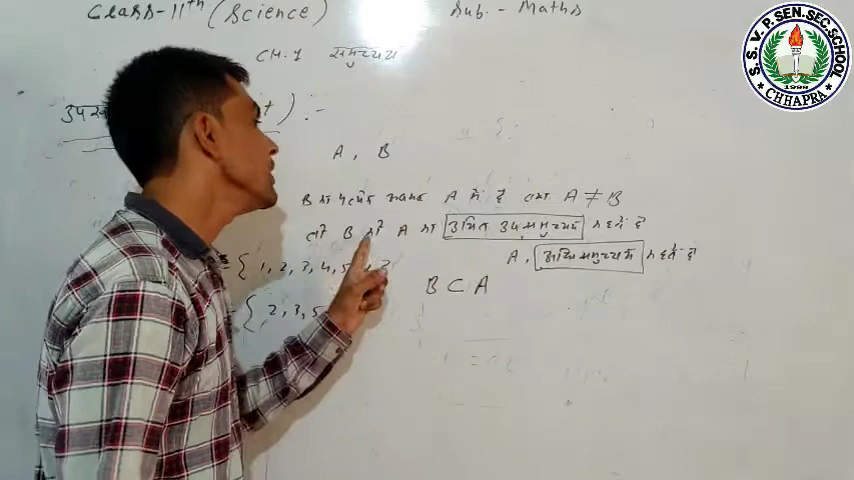 Class-11th (Science) Sub. - Maths
CH.1 समुच्चय
A, B
B का प्रत्येक अवयव A में है तथा A ≠ B
तो B को A का उचित उपसमुच्चय कहते है
A, अधिसमुच्चय कहते है
{ 1, 2, 3, 4, 5
{ 2, 3, 5
B ⊂ A
S. S. V. P. SEN. SEC. SCHOOL
1998
CHHAPRA